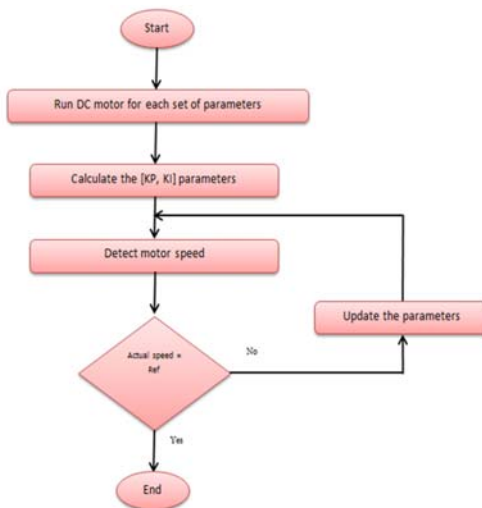 Start
Run DC motor for each set of parameters
Calculate the [KP, KI] parameters
Detect motor speed
Update the parameters
Actual speed =
Ref
No
Yes
End